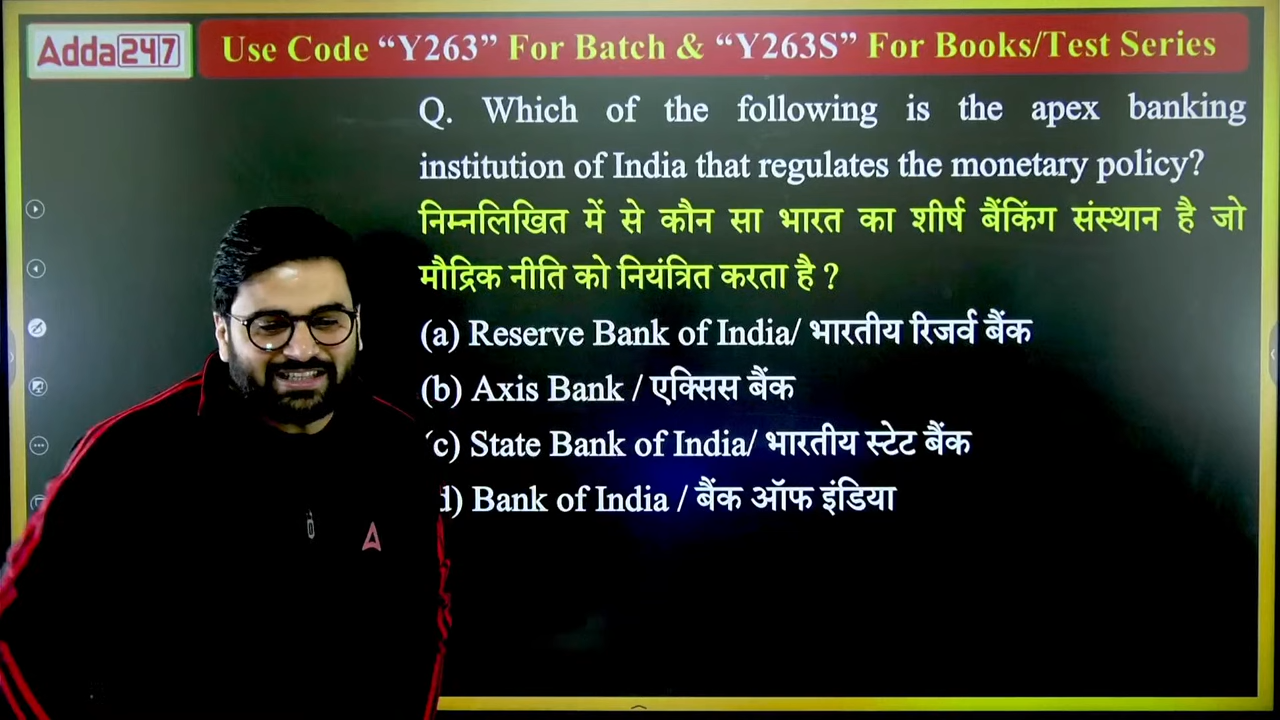 Adda247
Use Code “Y263” For Batch & “Y263S” For Books/Test Series
Q. Which of the following is the apex banking
institution of India that regulates the monetary policy?
निम्नलिखित में से कौन सा भारत का शीर्ष बैंकिंग संस्थान है जो
मौद्रिक नीति को नियंत्रित करता है ?
(a) Reserve Bank of India/ भारतीय रिजर्व बैंक
(b) Axis Bank / एक्सिस बैंक
(c) State Bank of India/ भारतीय स्टेट बैंक
d) Bank of India / बैंक ऑफ इंडिया